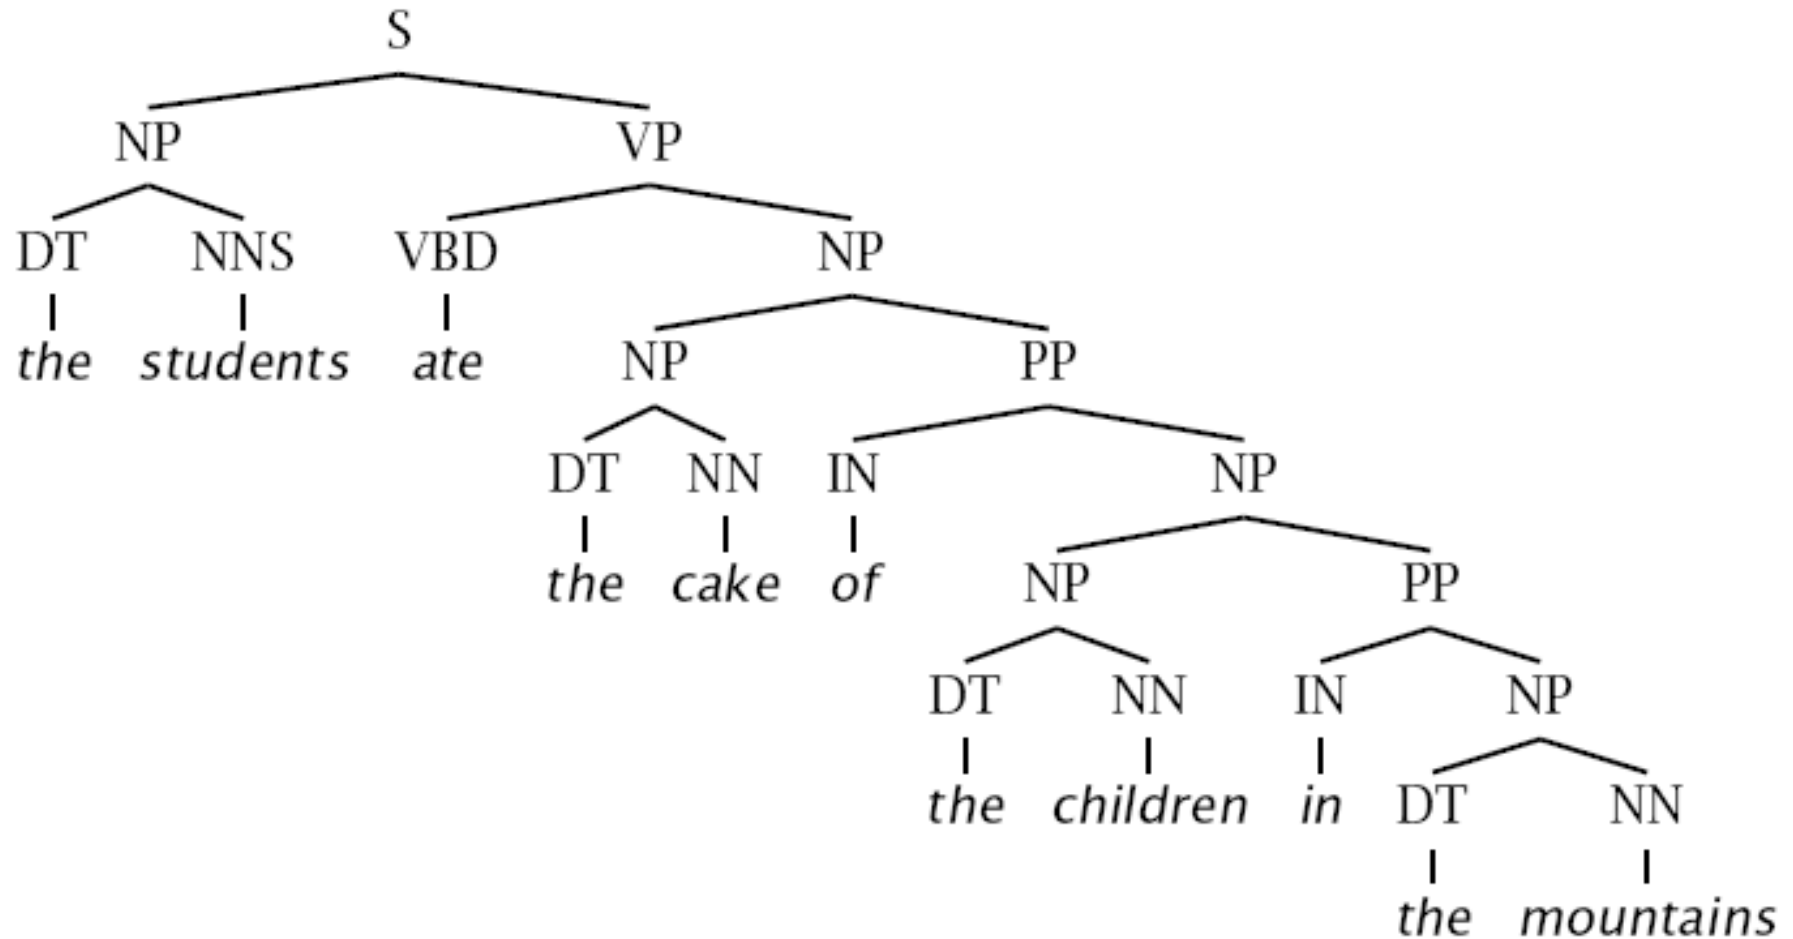 S
NP VP
DT NNS VBD NP
the students ate NP PP
DT NN IN NP
the cake of NP PP
DT NN IN NP
the children in DT NN
the mountains